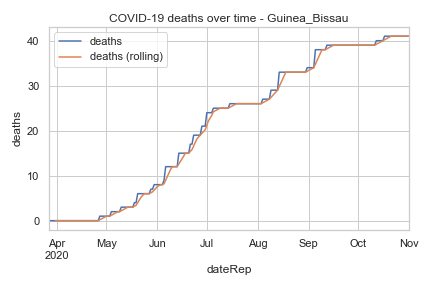 COVID-19 deaths over time - Guinea_Bissau
deaths
deaths (rolling)
40
30
20
10
0
deaths
Apr
2020
May
Jun
Jul
Aug
Sep
Oct
Nov
dateRep